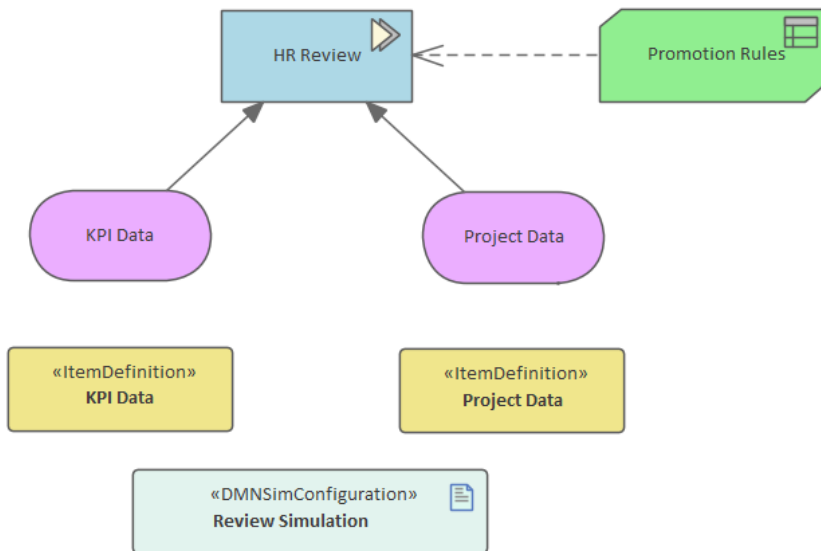 HR Review
Promotion Rules
KPI Data
Project Data
«ItemDefinition»
KPI Data
«ItemDefinition»
Project Data
«DMNSimConfiguration»
Review Simulation